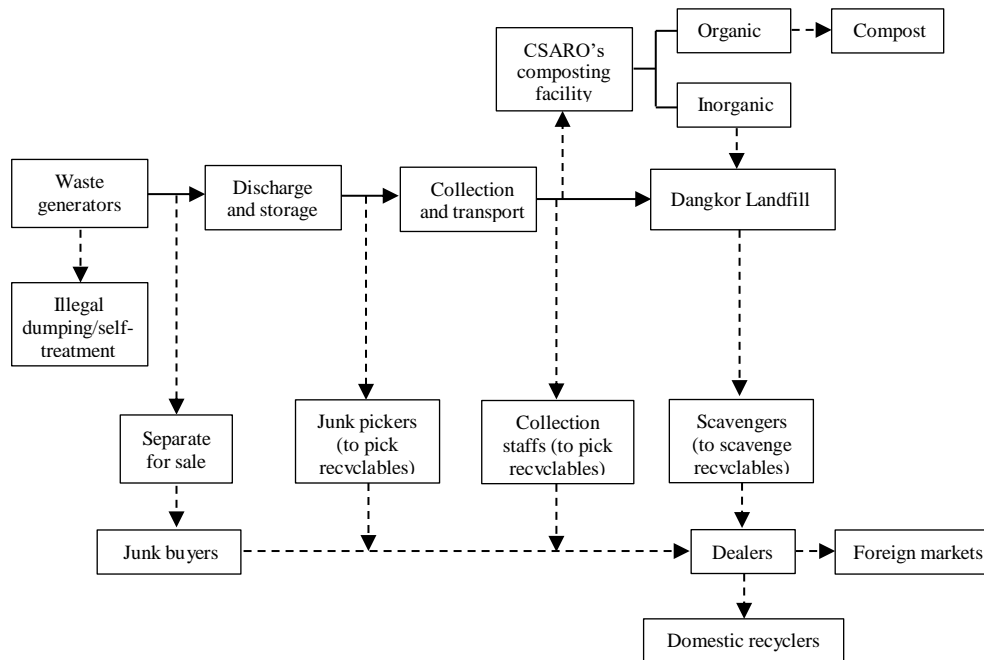 Organic
Compost
CSARO's
composting
facility
Inorganic
Waste
generators
Discharge
and storage
Collection
and transport
Dangkor Landfill
Illegal
dumping/self-
treatment
Separate
for sale
Junk pickers
(to pick
recyclables)
Collection
staffs (to pick
recyclables)
Scavengers
(to scavenge
recyclables)
Junk buyers
Dealers
Foreign markets
Domestic recyclers